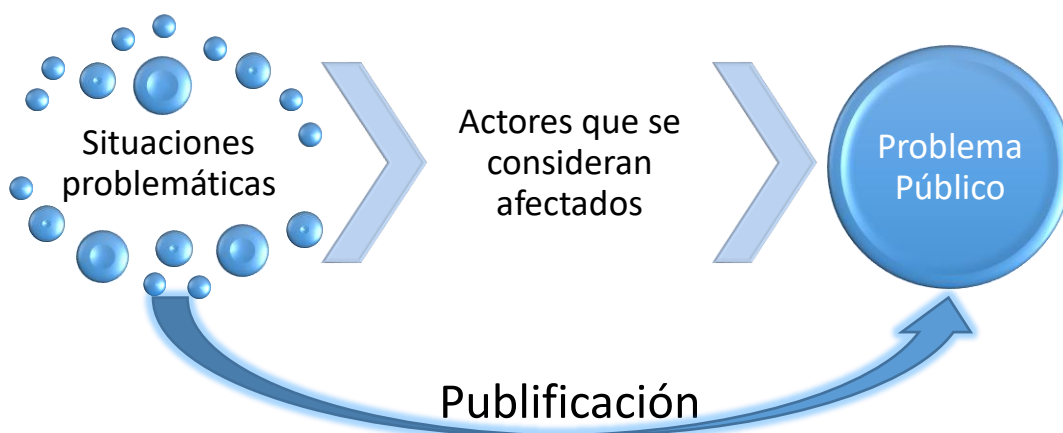 Situaciones
problemáticas
Actores que se
consideran
afectados
Problema
Público
Publificación